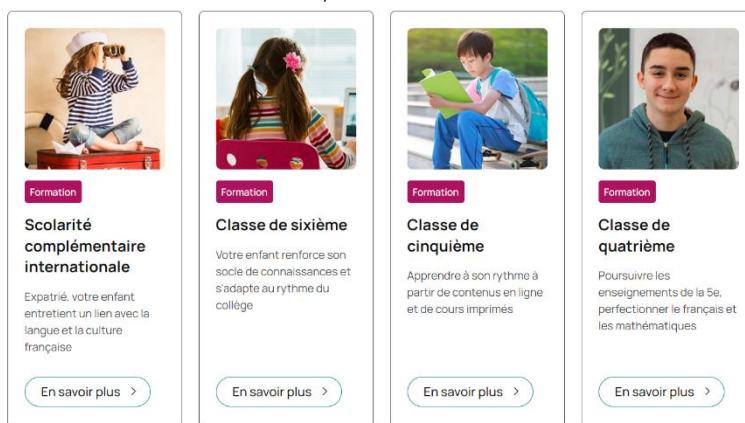 Formation
Scolarité
complémentaire
internationale
Expatrié, votre enfant
entretient un lien avec la
langue et la culture
française
En savoir plus >
Formation
Classe de sixième
Votre enfant renforce son
socle de connaissances et
s'adapte au rythme du
collège
En savoir plus >
Formation
Classe de
cinquième
Apprendre à son rythme à
partir de contenus en ligne
et de cours imprimés
En savoir plus >
Formation
Classe de
quatrième
Poursuivre les
enseignements de la 5e,
perfectionner le français et
les mathématiques
En savoir plus >